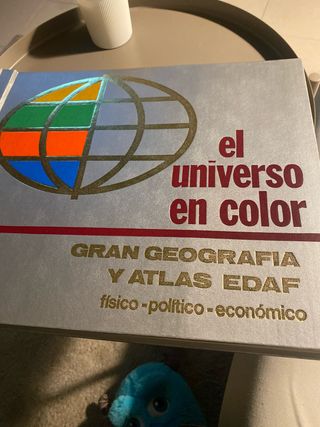 el
universo
en color
GRAN GEOGRAFIA
Y ATLAS EDAF
físico-político-económico